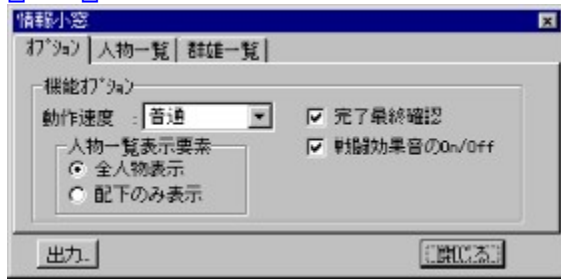 情報小窓
ｵﾌﾟｼｮﾝ 人物一覧 群雄一覧
機能ｵﾌﾟｼｮﾝ
動作速度 : 普通
人物一覧表示要素
全人物表示
配下のみ表示
完了最終確認
戦闘効果音のOn/Off
出力..
閉じる